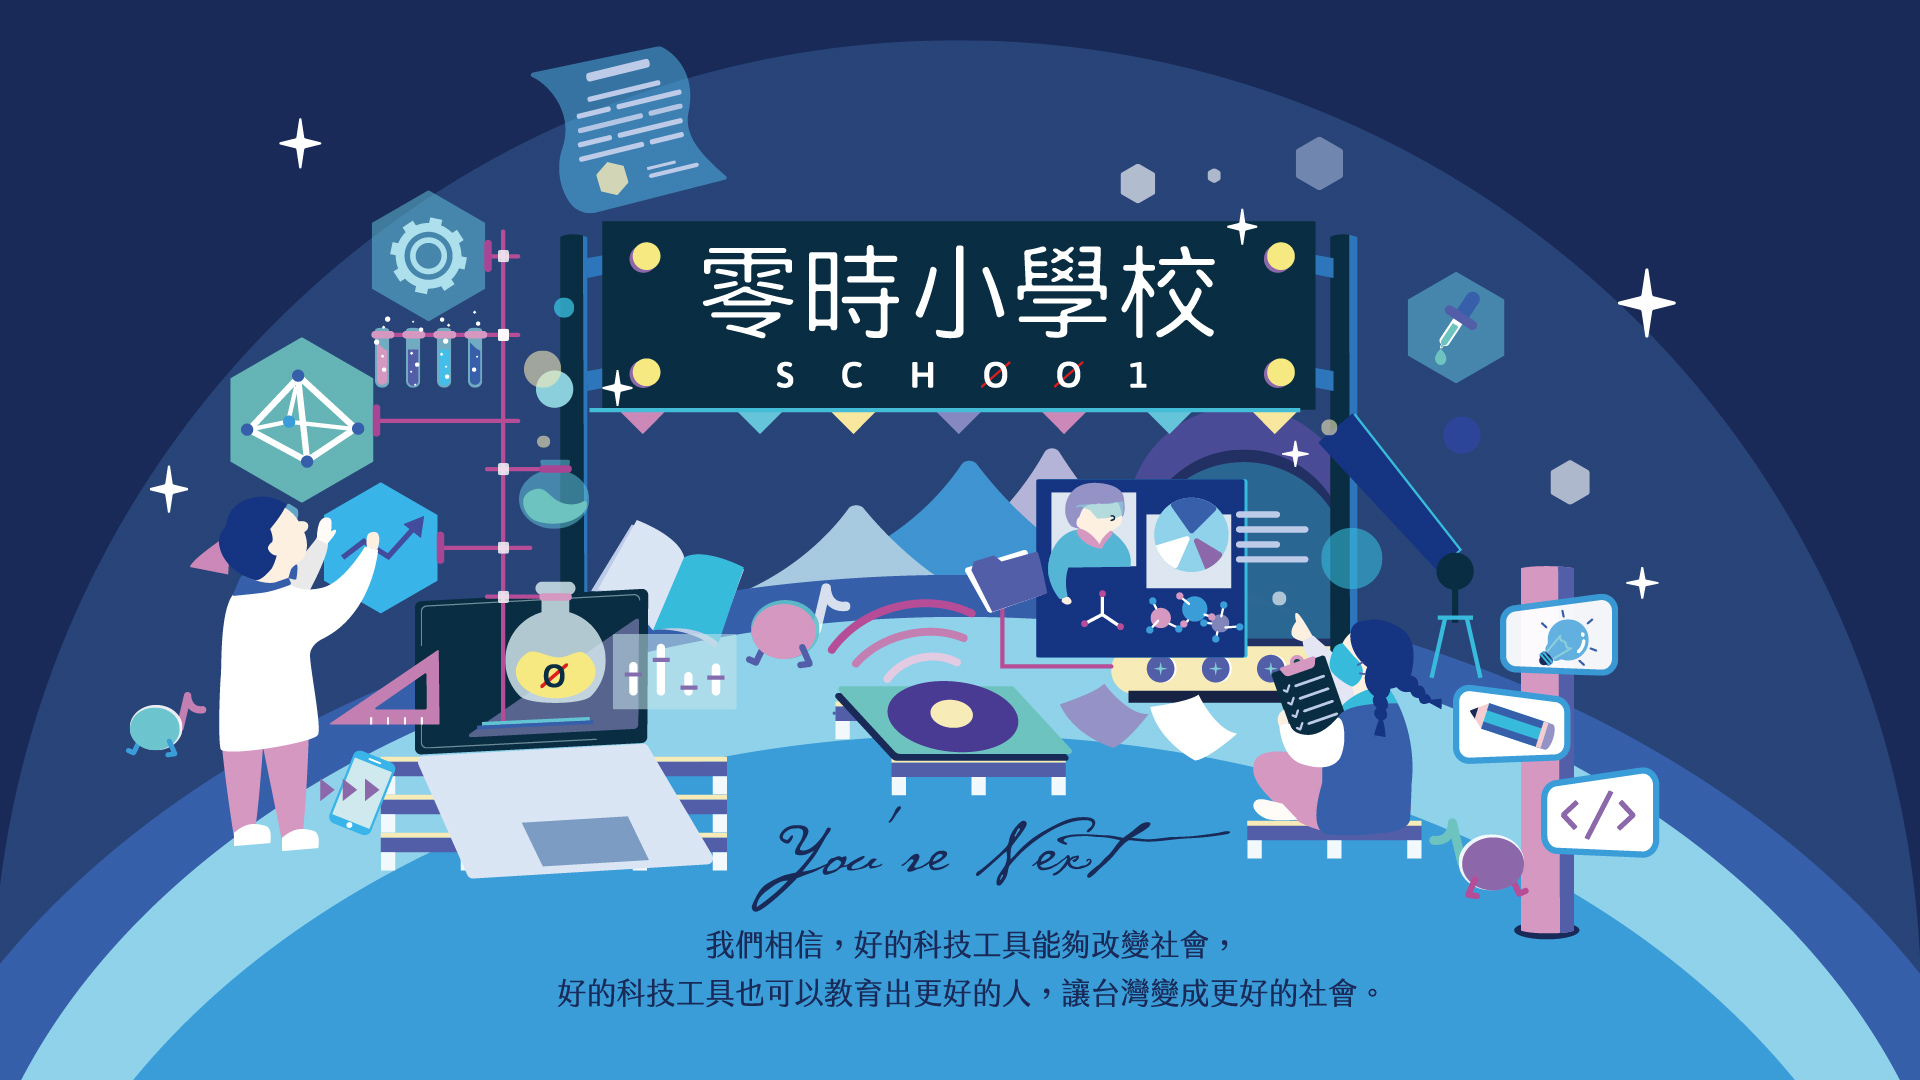 零時小學校
SCHØØ1
Ø
</>
You're Next
我們相信，好的科技工具能夠改變社會，
好的科技工具也可以教育出更好的人，讓台灣變成更好的社會。